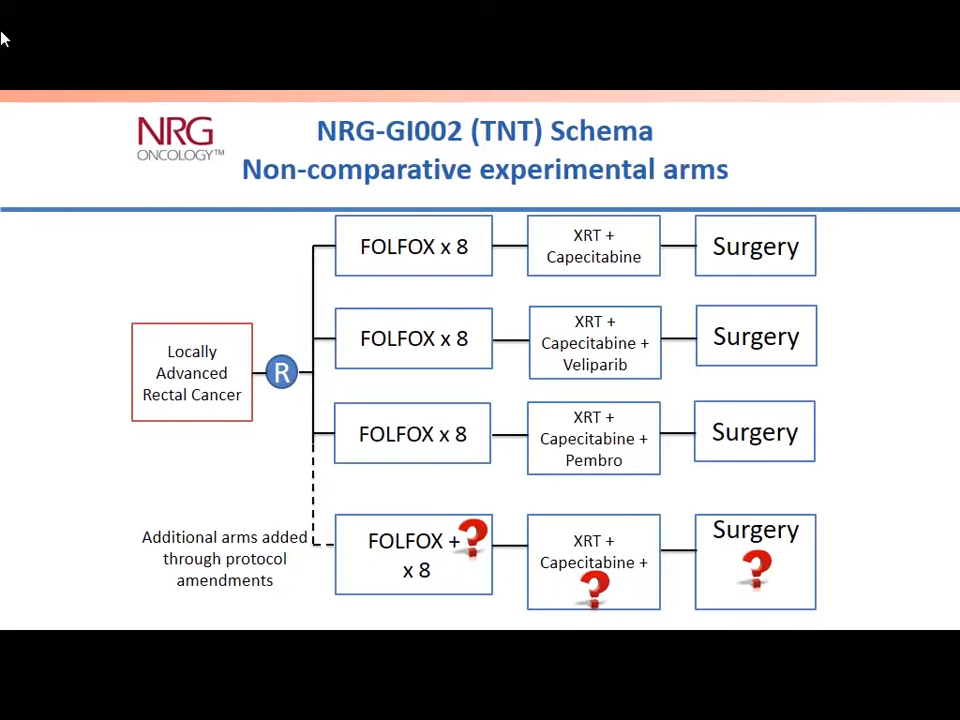 NRG
ONCOLOGY™
NRG-GI002 (TNT) Schema
Non-comparative experimental arms
FOLFOX x 8
XRT +
Capecitabine
Surgery
FOLFOX x 8
XRT +
Capecitabine +
Veliparib
Surgery
Locally
Advanced
Rectal Cancer
R
FOLFOX x 8
XRT +
Capecitabine +
Pembro
Surgery
Additional arms added
through protocol
amendments
FOLFOX + ?
x 8
XRT +
Capecitabine +
?
Surgery
?